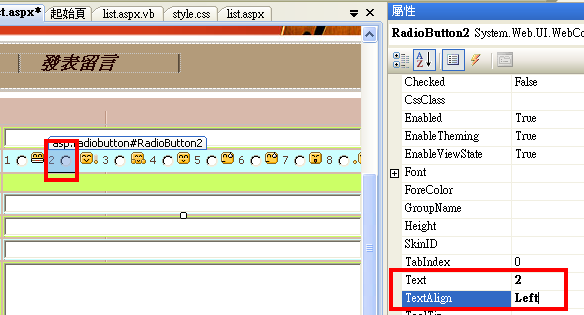 st.aspx*
起始頁
list.aspx.vb
style.css
list.aspx
發表留言
asp:radiobutton#RadioButton2
1 2 3 4 5 6 7 8
屬性
RadioButton2 System.Web.UI.WebCo
Checked False
CssClass
Enabled True
EnableTheming True
EnableViewState True
Font
ForeColor
GroupName
Height
SkinID
TabIndex 0
Text 2
TextAlign Left
ToolTip